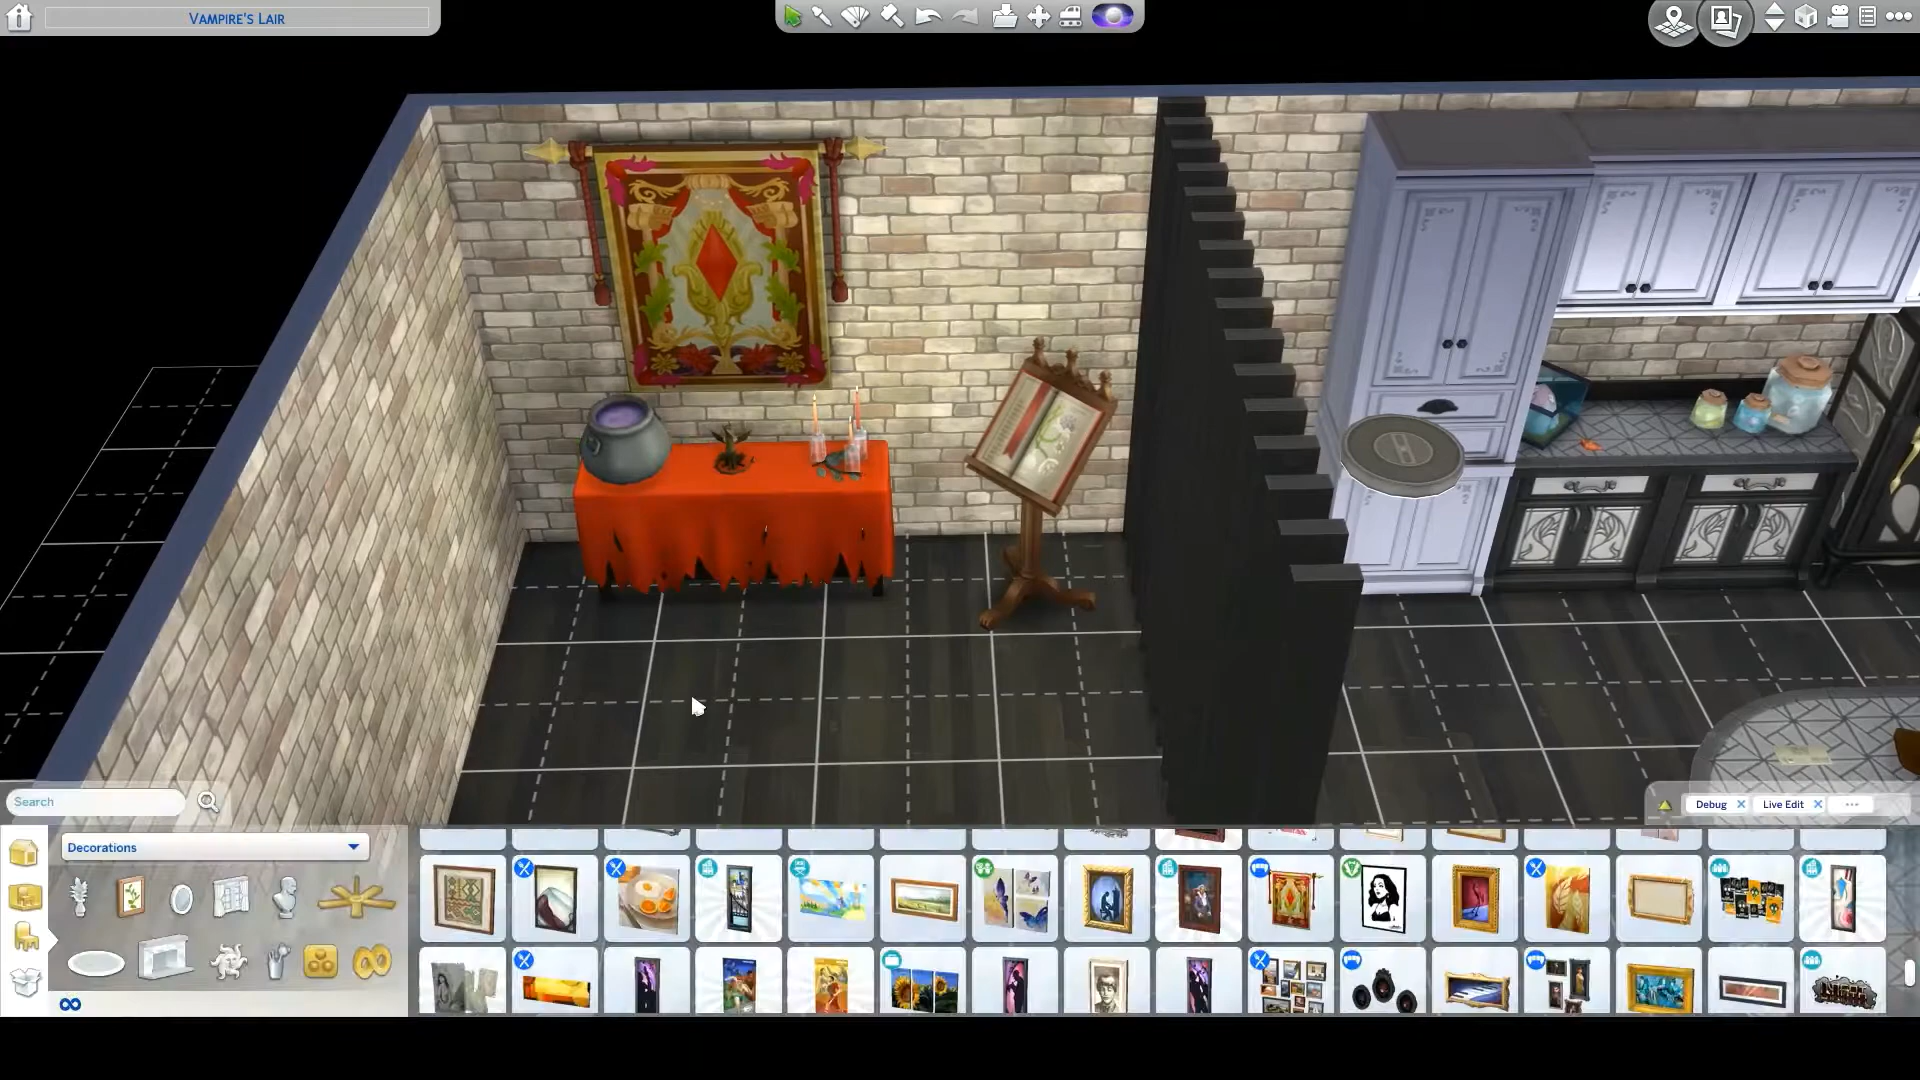 Vampire's Lair
Search
Debug
Live Edit
Decorations